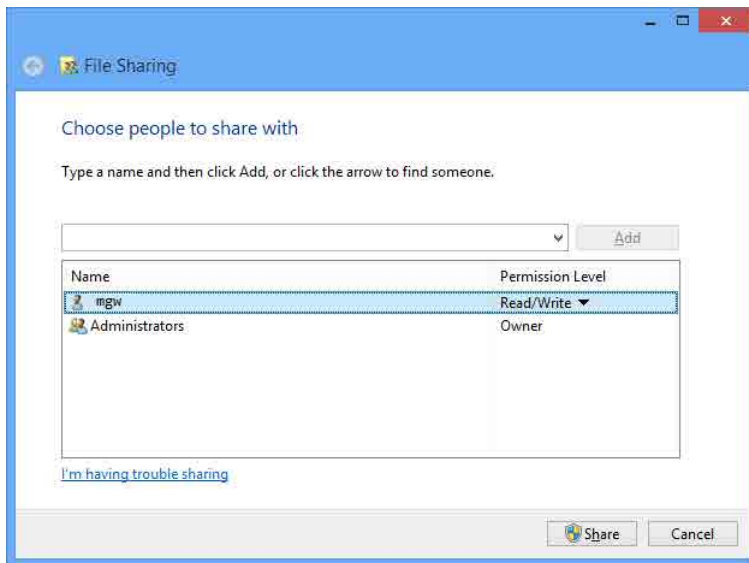 File Sharing
Choose people to share with
Type a name and then click Add, or click the arrow to find someone.
Add
Name Permission Level
mgw Read/Write
Administrators Owner
I'm having trouble sharing
Share Cancel